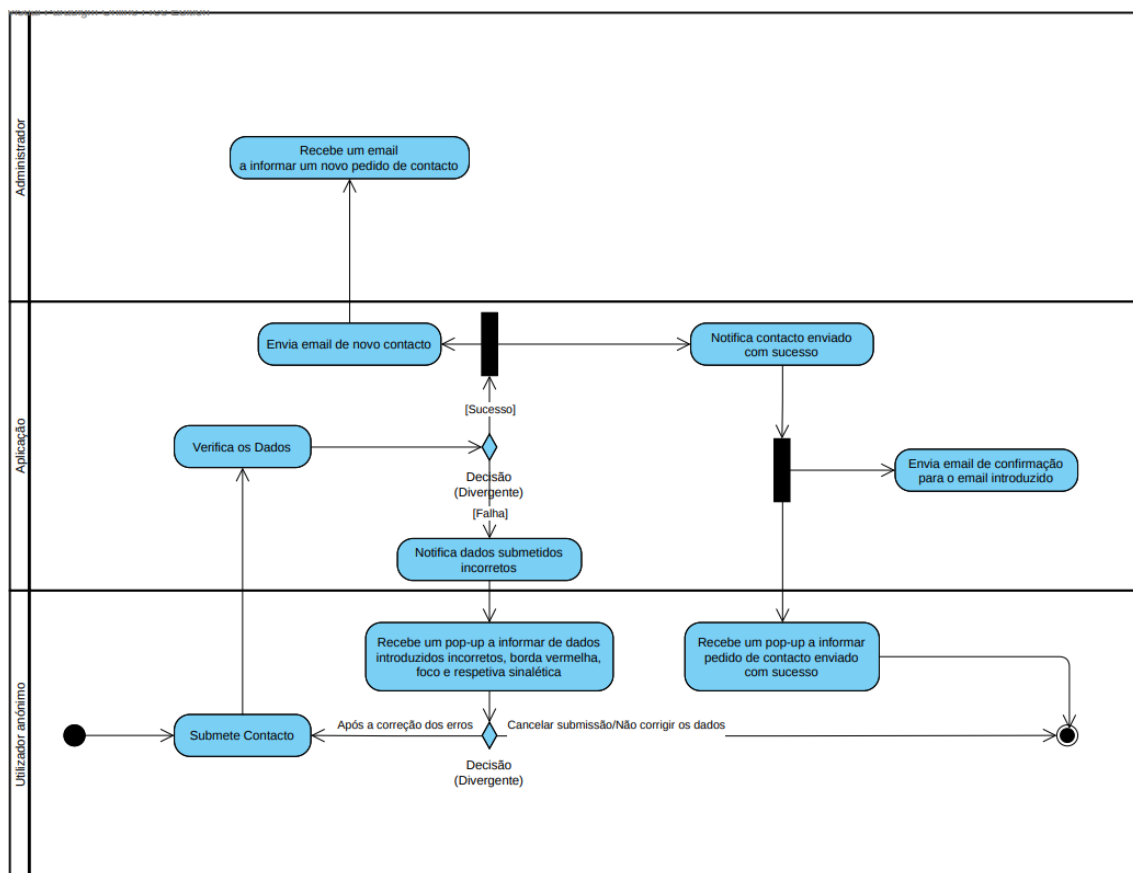 Administrador
Recebe um email
a informar um novo pedido de contacto
Aplicação
Envia email de novo contacto
Notifica contacto enviado
com sucesso
[Sucesso]
Verifica os Dados
Decisão
(Divergente)
[Falha]
Envia email de confirmação
para o email introduzido
Notifica dados submetidos
incorretos
Utilizador anónimo
Recebe um pop-up a informar de dados
introduzidos incorretos, borda vermelha,
foco e respetiva sinalética
Recebe um pop-up a informar
pedido de contacto enviado
com sucesso
Submete Contacto
Após a correção dos erros
Cancelar submissão/Não corrigir os dados
Decisão
(Divergente)